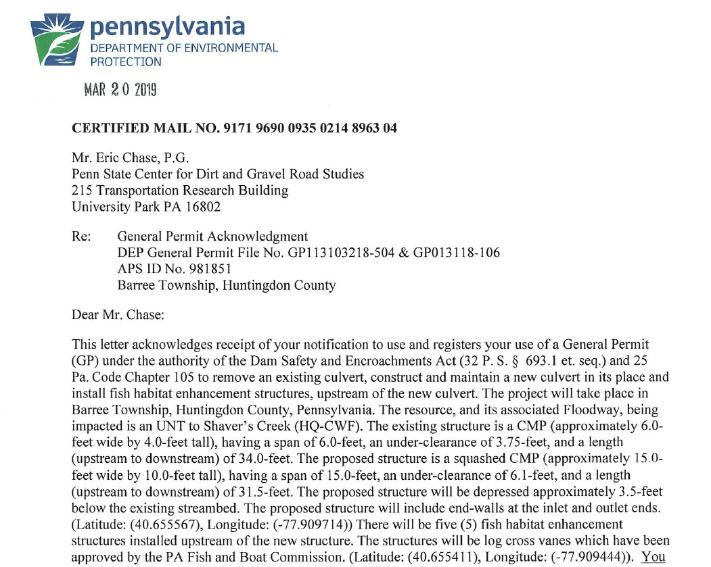 pennsylvania
DEPARTMENT OF ENVIRONMENTAL
PROTECTION
MAR 20 2019
CERTIFIED MAIL NO. 9171 9690 0935 0214 8963 04
Mr. Eric Chase, P.G.
Penn State Center for Dirt and Gravel Road Studies
215 Transportation Research Building
University Park PA 16802
Re: General Permit Acknowledgment
DEP General Permit File No. GP113103218-504 & GP013118-106
APS ID No. 981851
Barree Township, Huntingdon County
Dear Mr. Chase:
This letter acknowledges receipt of your notification to use and registers your use of a General Permit
(GP) under the authority of the Dam Safety and Encroachments Act (32 P. S. § 693.1 et. seq.) and 25
Pa. Code Chapter 105 to remove an existing culvert, construct and maintain a new culvert in its place and
install fish habitat enhancement structures, upstream of the new culvert. The project will take place in
Barree Township, Huntingdon County, Pennsylvania. The resource, and its associated Floodway, being
impacted is an UNT to Shaver's Creek (HQ-CWF). The existing structure is a CMP (approximately 6.0-
feet wide by 4.0-feet tall), having a span of 6.0-feet, an under-clearance of 3.75-feet, and a length
(upstream to downstream) of 34.0-feet. The proposed structure is a squashed CMP (approximately 15.0-
feet wide by 10.0-feet tall), having a span of 15.0-feet, an under-clearance of 6.1-feet, and a length
(upstream to downstream) of 31.5-feet. The proposed structure will be depressed approximately 3.5-feet
below the existing streambed. The proposed structure will include end-walls at the inlet and outlet ends.
(Latitude: (40.655567), Longitude: (-77.909714)) There will be five (5) fish habitat enhancement
structures installed upstream of the new structure. The structures will be log cross vanes which have been
approved by the PA Fish and Boat Commission. (Latitude: (40.655411), Longitude: (-77.909444)). You